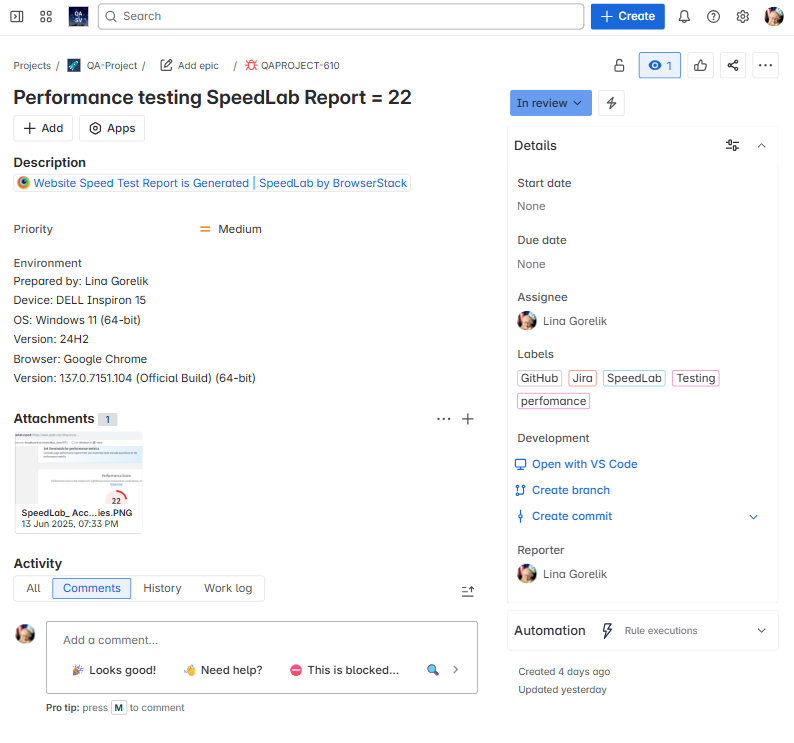 QA
SV
Search
Create
Projects / QA-Project / Add epic / QAPROJECT-610
1
Performance testing SpeedLab Report = 22
Add
Apps
Description
Website Speed Test Report is Generated | SpeedLab by BrowserStack
Priority
Medium
Environment
Prepared by: Lina Gorelik
Device: DELL Inspiron 15
OS: Windows 11 (64-bit)
Version: 24H2
Browser: Google Chrome
Version: 137.0.7151.104 (Official Build) (64-bit)
Attachments 1
22
SpeedLab_ Acc...ies.PNG
13 Jun 2025, 07:33 PM
Activity
All
Comments
History
Work log
Add a comment...
Looks good!
Need help?
This is blocked...
Pro tip: press M to comment
In review
Details
Start date
None
Due date
None
Assignee
Lina Gorelik
Labels
GitHub Jira SpeedLab Testing
perfomance
Development
Open with VS Code
Create branch
Create commit
Reporter
Lina Gorelik
Automation
Rule executions
Created 4 days ago
Updated yesterday